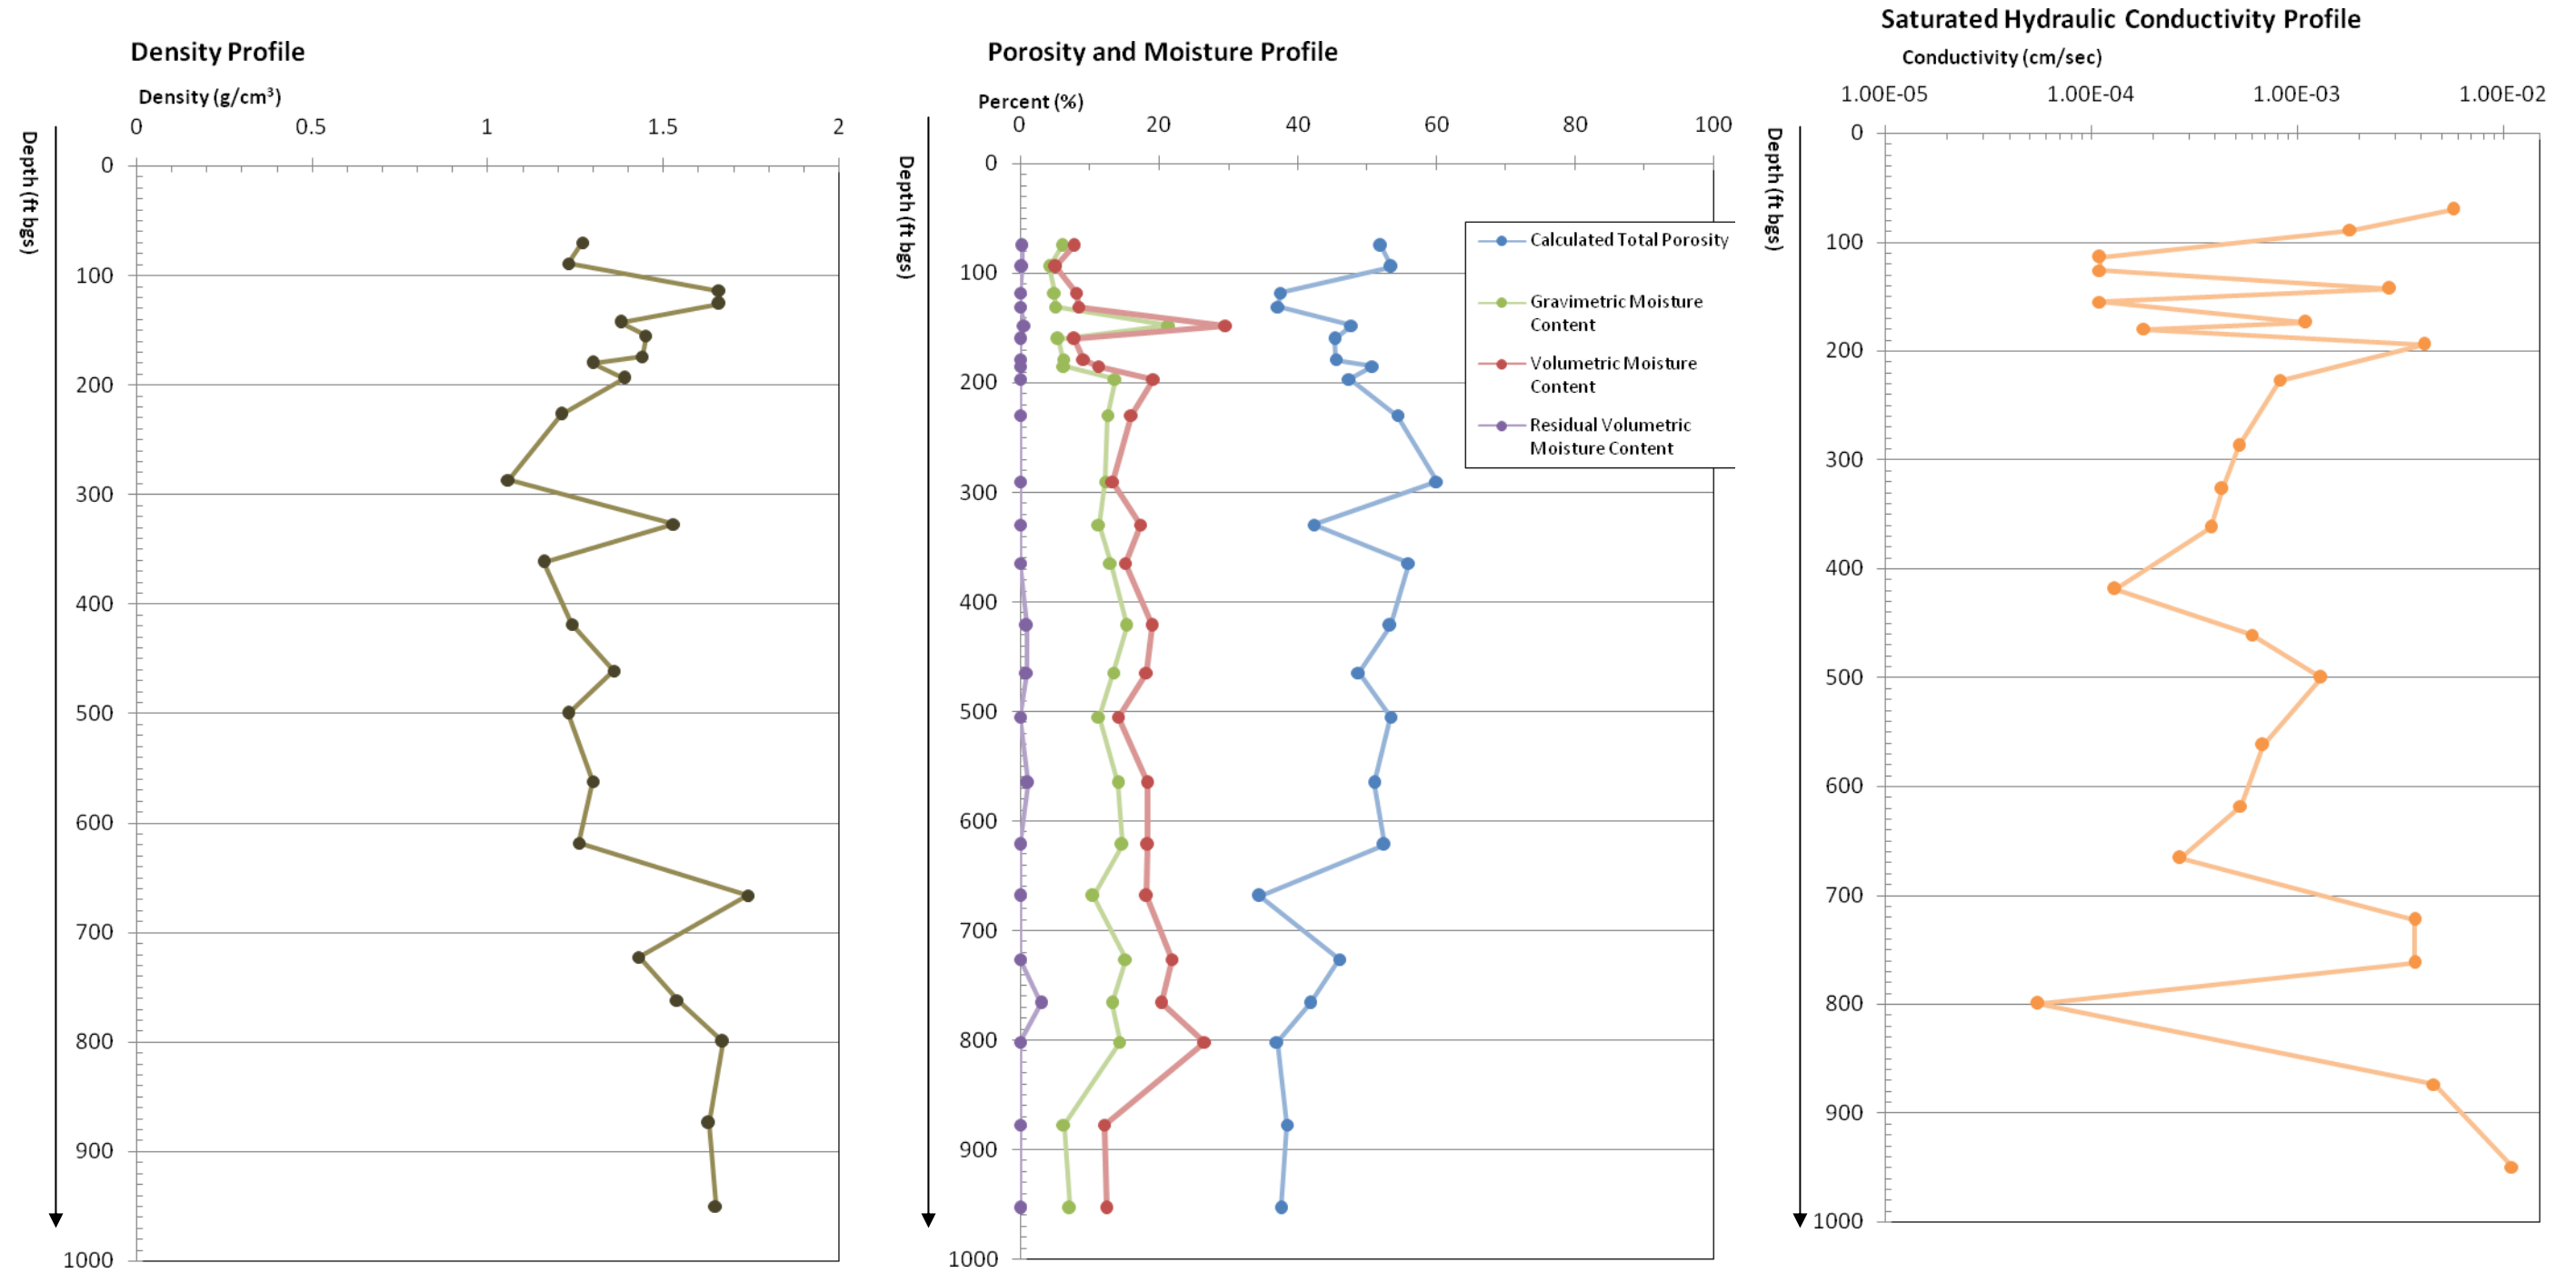 Density Profile
Density (g/cm³)
0 0.5 1 1.5 2
Depth (ft bgs)
0
100
200
300
400
500
600
700
800
900
1000
Porosity and Moisture Profile
Percent (%)
0 20 40 60 80 100
Depth (ft bgs)
0
100
200
300
400
500
600
700
800
900
1000
Calculated Total Porosity
Gravimetric Moisture
Content
Volumetric Moisture
Content
Residual Volumetric
Moisture Content
Saturated Hydraulic Conductivity Profile
Conductivity (cm/sec)
1.00E-05 1.00E-04 1.00E-03 1.00E-02
Depth (ft bgs)
0
100
200
300
400
500
600
700
800
900
1000